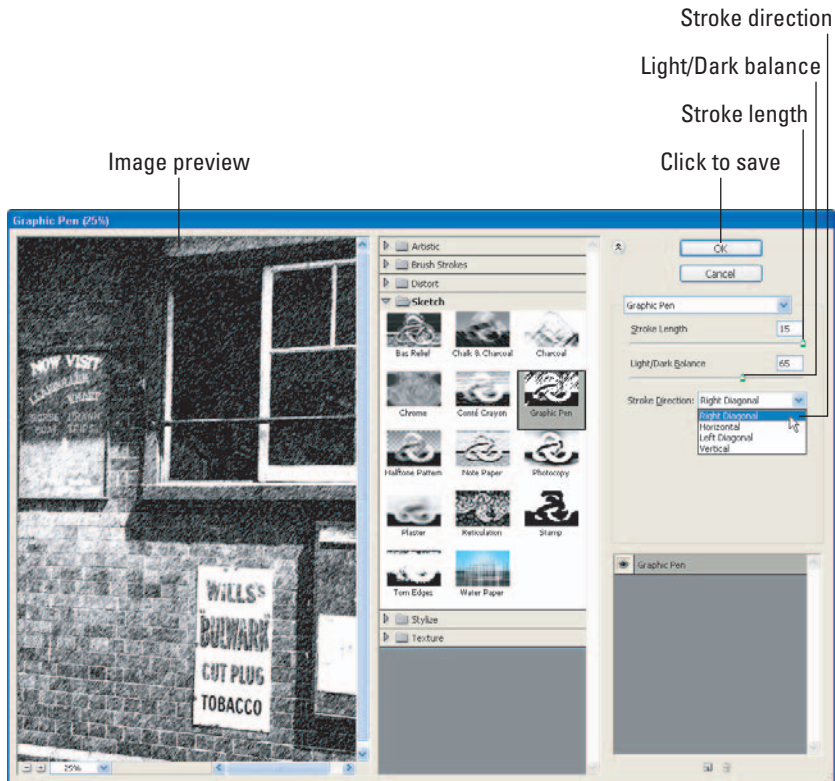 Stroke direction
Light/Dark balance
Stroke length
Image preview
Click to save
Graphic Pen (25%)
NOW VISIT
WILLS's
"BULWARK"
CUT PLUG
TOBACCO
25%
Artistic
Brush Strokes
Distort
Sketch
Bas Relief
Chalk & Charcoal
Charcoal
Chrome
Conté Crayon
Graphic Pen
Halftone Pattern
Note Paper
Photocopy
Plaster
Reticulation
Stamp
Torn Edges
Water Paper
Stylize
Texture
OK
Cancel
Graphic Pen
Stroke Length 15
Light/Dark Balance 65
Stroke Direction: Right Diagonal
Right Diagonal
Horizontal
Left Diagonal
Vertical
Graphic Pen